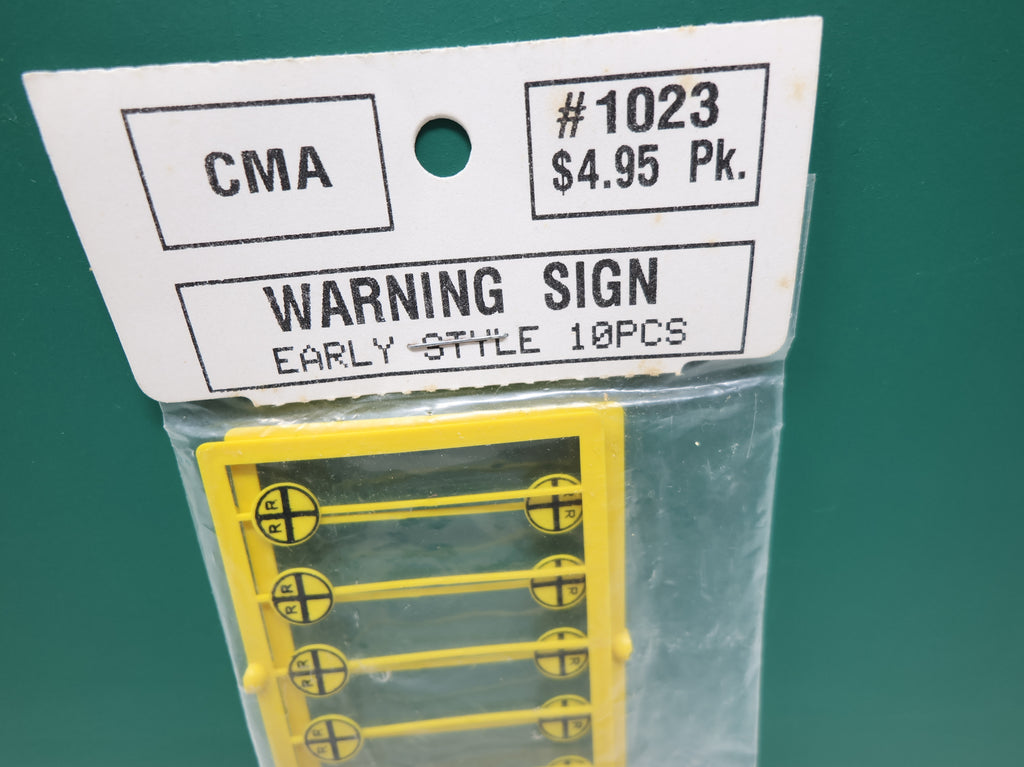 CMA
#1023
$4.95 Pk.
WARNING SIGN
EARLY STYLE 10PCS
R R
R R
R R
R R
R R
R
R
R